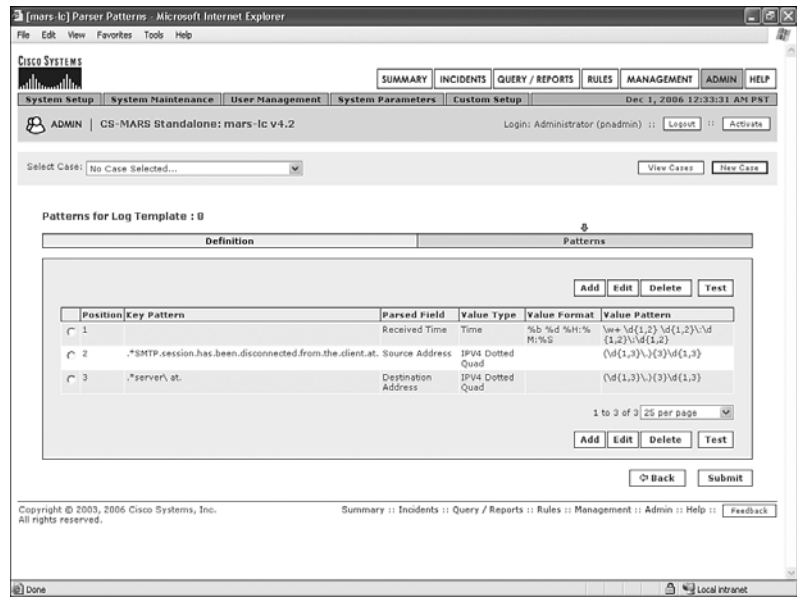 [mars-lc] Parser Patterns - Microsoft Internet Explorer
File Edit View Favorites Tools Help
CISCO SYSTEMS
SUMMARY INCIDENTS QUERY / REPORTS RULES MANAGEMENT ADMIN HELP
System Setup System Maintenance User Management System Parameters Custom Setup Dec 1, 2006 12:33:31 AM PST
ADMIN | CS-MARS Standalone: mars-lc v4.2 Login: Administrator (pnadmin) :: Logout :: Activate
Select Case: No Case Selected... View Cases New Case
Patterns for Log Template : 8
Definition Patterns
Add Edit Delete Test
Position Key Pattern Parsed Field Value Type Value Format Value Pattern
1 Received Time Time %b %d %H:% \w+ \d{1,2} \d{1,2}\:\d
M:%S {1,2}\:\d{1,2}
2 .*SMTP.session.has.been.disconnected.from.the.client.at. Source Address IPV4 Dotted (\d{1,3}\.){3}\d{1,3}
Quad
3 .*server\ at. Destination IPV4 Dotted (\d{1,3}\.){3}\d{1,3}
Address Quad
1 to 3 of 3 25 per page
Add Edit Delete Test
Back Submit
Copyright © 2003, 2006 Cisco Systems, Inc. Summary :: Incidents :: Query / Reports :: Rules :: Management :: Admin :: Help :: Feedback
All rights reserved.
Done Local intranet